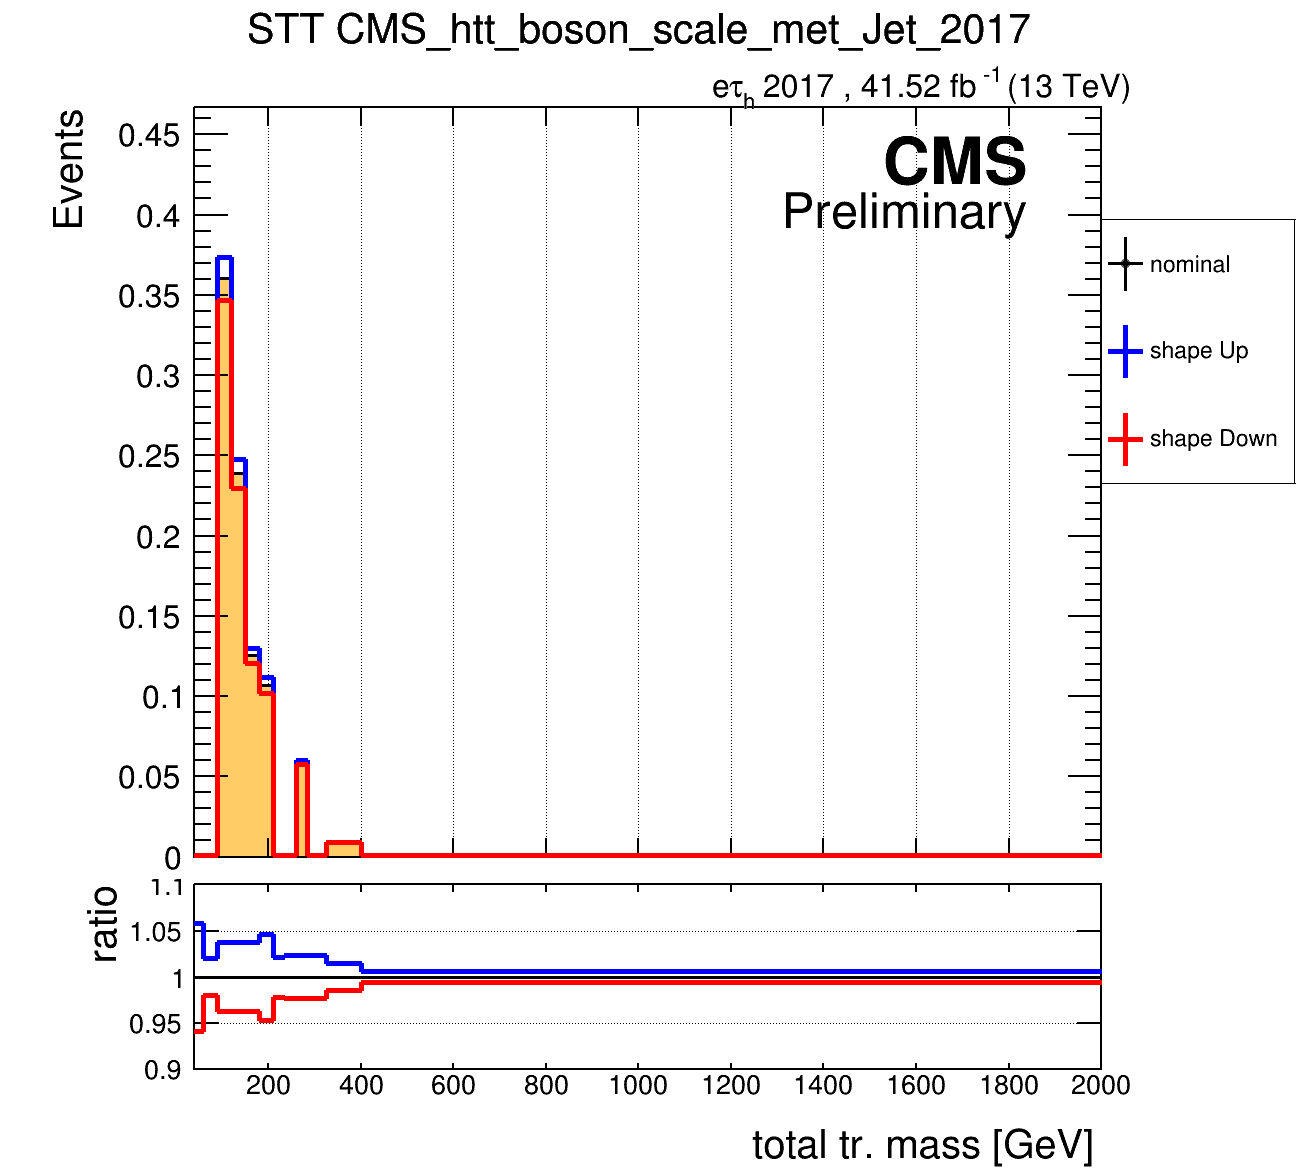 STT CMS_htt_boson_scale_met_Jet_2017
eτh 2017 , 41.52 fb -1 (13 TeV)
Events
0.45
0.4
0.35
0.3
0.25
0.2
0.15
0.1
0.05
0
CMS
Preliminary
nominal
shape Up
shape Down
ratio
1.1
1.05
1
0.95
0.9
200 400 600 800 1000 1200 1400 1600 1800 2000
total tr. mass [GeV]